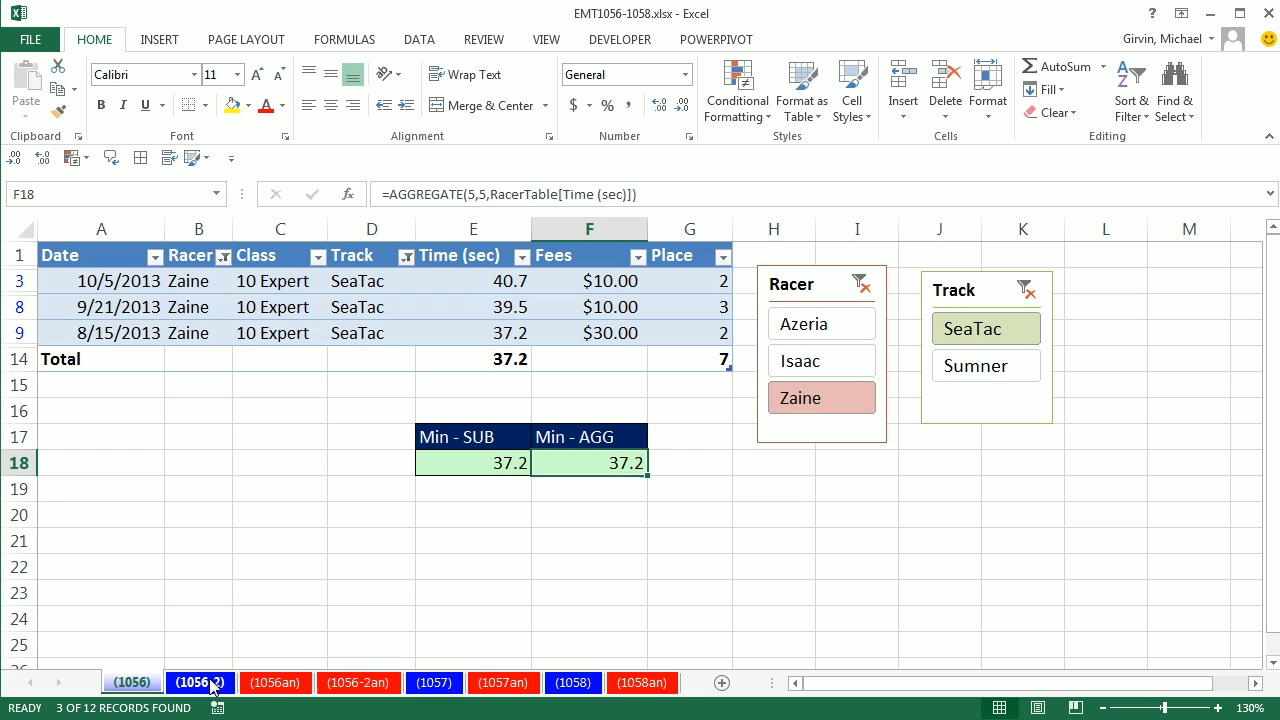 EMT1056-1058.xlsx - Excel
FILE HOME INSERT PAGE LAYOUT FORMULAS DATA REVIEW VIEW DEVELOPER POWERPIVOT Girvin, Michael
Paste
Calibri 11
B I U A
Wrap Text
Merge & Center
General
$ % ,
Conditional Formatting
Format as Table
Cell Styles
Insert Delete Format
AutoSum
Fill
Clear
Sort & Filter
Find & Select
Clipboard Font Alignment Number Styles Cells Editing
F18 fx =AGGREGATE(5,5,RacerTable[Time (sec)])
A B C D E F G H I J K L M
1 Date Racer Class Track Time (sec) Fees Place
3 10/5/2013 Zaine 10 Expert SeaTac 40.7 $10.00 2
8 9/21/2013 Zaine 10 Expert SeaTac 39.5 $10.00 3
9 8/15/2013 Zaine 10 Expert SeaTac 37.2 $30.00 2
14 Total 37.2 7
15
16
17 Min - SUB Min - AGG
18 37.2 37.2
19
20
21
22
23
24
25
Racer
Azeria
Isaac
Zaine
Track
SeaTac
Sumner
(1056) (1056-2) (1056an) (1056-2an) (1057) (1057an) (1058) (1058an)
READY 3 OF 12 RECORDS FOUND 130%